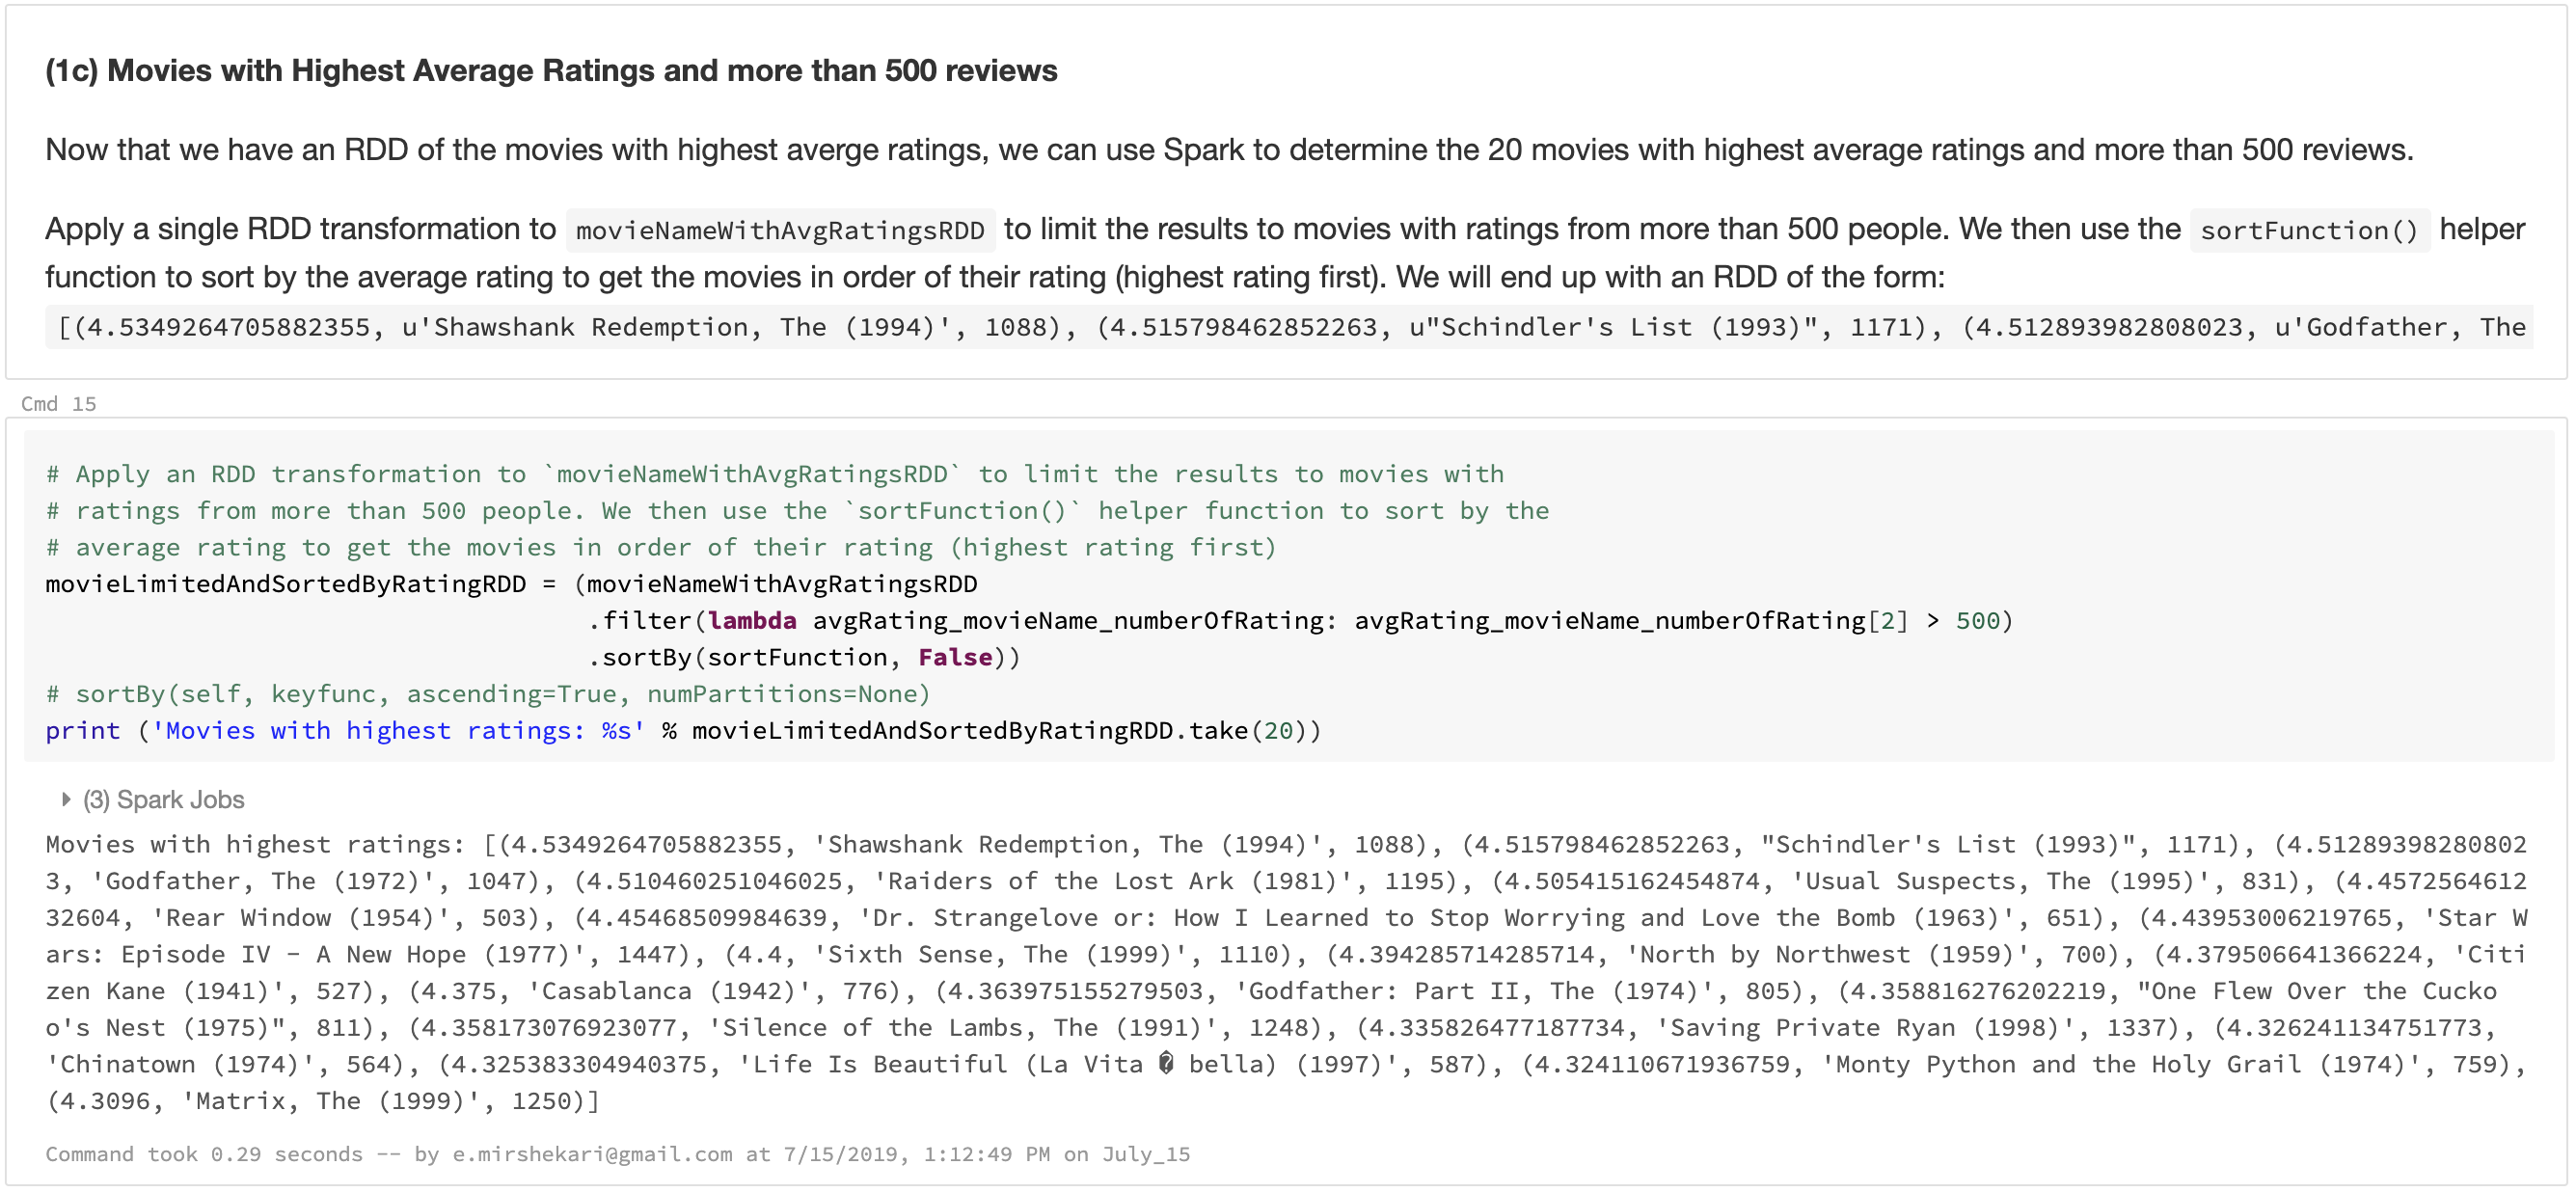 (1c) Movies with Highest Average Ratings and more than 500 reviews
Now that we have an RDD of the movies with highest averge ratings, we can use Spark to determine the 20 movies with highest average ratings and more than 500 reviews.
Apply a single RDD transformation to movieNameWithAvgRatingsRDD to limit the results to movies with ratings from more than 500 people. We then use the sortFunction() helper
function to sort by the average rating to get the movies in order of their rating (highest rating first). We will end up with an RDD of the form:
[(4.5349264705882355, u'Shawshank Redemption, The (1994)', 1088), (4.515798462852263, u"Schindler's List (1993)", 1171), (4.512893982808023, u'Godfather, The
Cmd 15
# Apply an RDD transformation to `movieNameWithAvgRatingsRDD` to limit the results to movies with
# ratings from more than 500 people. We then use the `sortFunction()` helper function to sort by the
# average rating to get the movies in order of their rating (highest rating first)
movieLimitedAndSortedByRatingRDD = (movieNameWithAvgRatingsRDD
.filter(lambda avgRating_movieName_numberOfRating: avgRating_movieName_numberOfRating[2] > 500)
.sortBy(sortFunction, False))
# sortBy(self, keyfunc, ascending=True, numPartitions=None)
print ('Movies with highest ratings: %s' % movieLimitedAndSortedByRatingRDD.take(20))
(3) Spark Jobs
Movies with highest ratings: [(4.5349264705882355, 'Shawshank Redemption, The (1994)', 1088), (4.515798462852263, "Schindler's List (1993)", 1171), (4.51289398280802
3, 'Godfather, The (1972)', 1047), (4.510460251046025, 'Raiders of the Lost Ark (1981)', 1195), (4.505415162454874, 'Usual Suspects, The (1995)', 831), (4.4572564612
32604, 'Rear Window (1954)', 503), (4.45468509984639, 'Dr. Strangelove or: How I Learned to Stop Worrying and Love the Bomb (1963)', 651), (4.43953006219765, 'Star W
ars: Episode IV - A New Hope (1977)', 1447), (4.4, 'Sixth Sense, The (1999)', 1110), (4.394285714285714, 'North by Northwest (1959)', 700), (4.379506641366224, 'Citi
zen Kane (1941)', 527), (4.375, 'Casablanca (1942)', 776), (4.363975155279503, 'Godfather: Part II, The (1974)', 805), (4.358816276202219, "One Flew Over the Cucko
o's Nest (1975)", 811), (4.358173076923077, 'Silence of the Lambs, The (1991)', 1248), (4.335826477187734, 'Saving Private Ryan (1998)', 1337), (4.326241134751773,
'Chinatown (1974)', 564), (4.325383304940375, 'Life Is Beautiful (La Vita � bella) (1997)', 587), (4.324110671936759, 'Monty Python and the Holy Grail (1974)', 759),
(4.3096, 'Matrix, The (1999)', 1250)]
Command took 0.29 seconds -- by e.mirshekari@gmail.com at 7/15/2019, 1:12:49 PM on July_15